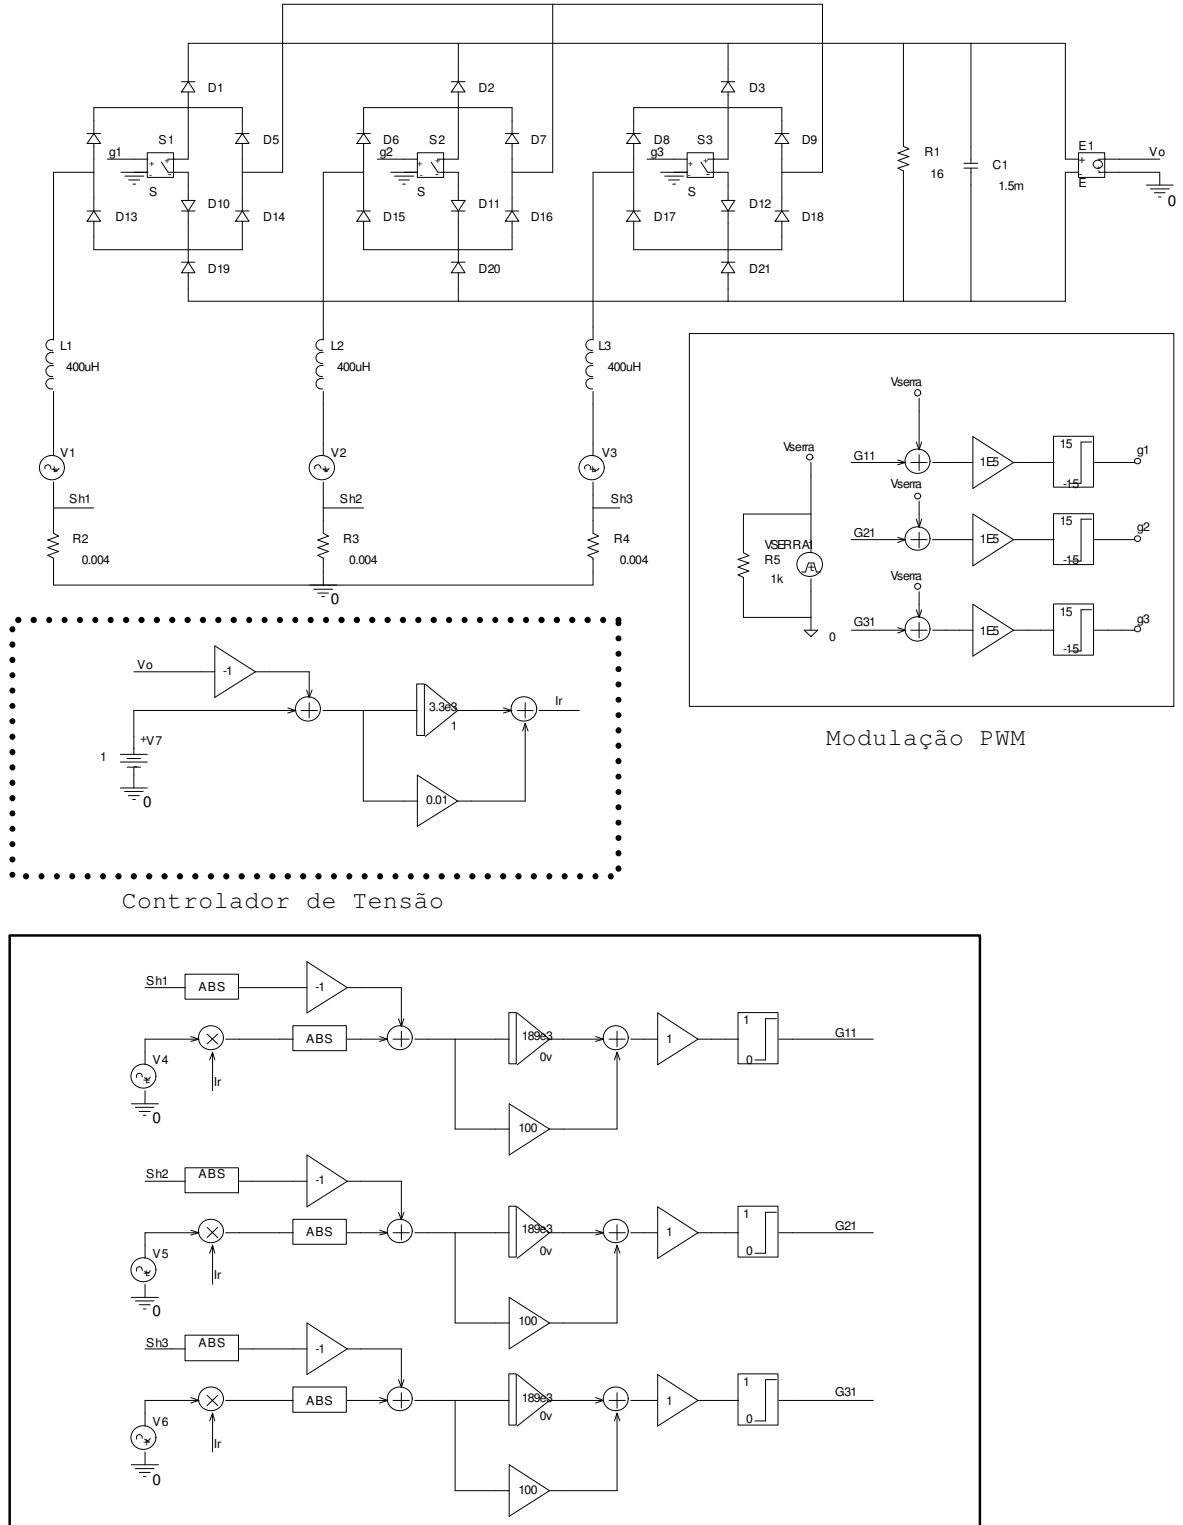 D1
D2
D3
S1
D5
D6
S2
D7
D8
S3
D9
g1
g2
g3
S
S
S
D13
D10
D14
D15
D11
D16
D17
D12
D18
D19
D20
D21
R1
16
C1
1.5m
E1
E
Vo
0
L1
400uH
L2
400uH
L3
400uH
V1
V2
V3
Sh1
Sh2
Sh3
R2
0.004
R3
0.004
R4
0.004
0
Vserra
Vserra
G11
1E5
15
-15
g1
Vserra
VSERRA1
R5
1k
0
G21
1E5
15
-15
g2
Vserra
G31
1E5
15
-15
g3
Modulação PWM
Vo
-1
+V7
1
0
3.3e3
1
Ir
0.01
Controlador de Tensão
Sh1
ABS
-1
V4
0
Ir
ABS
189e3
0v
100
1
1
0
G11
Sh2
ABS
-1
V5
0
Ir
ABS
189e3
0v
100
1
1
0
G21
Sh3
ABS
-1
V6
0
Ir
ABS
189e3
0v
100
1
1
0
G31